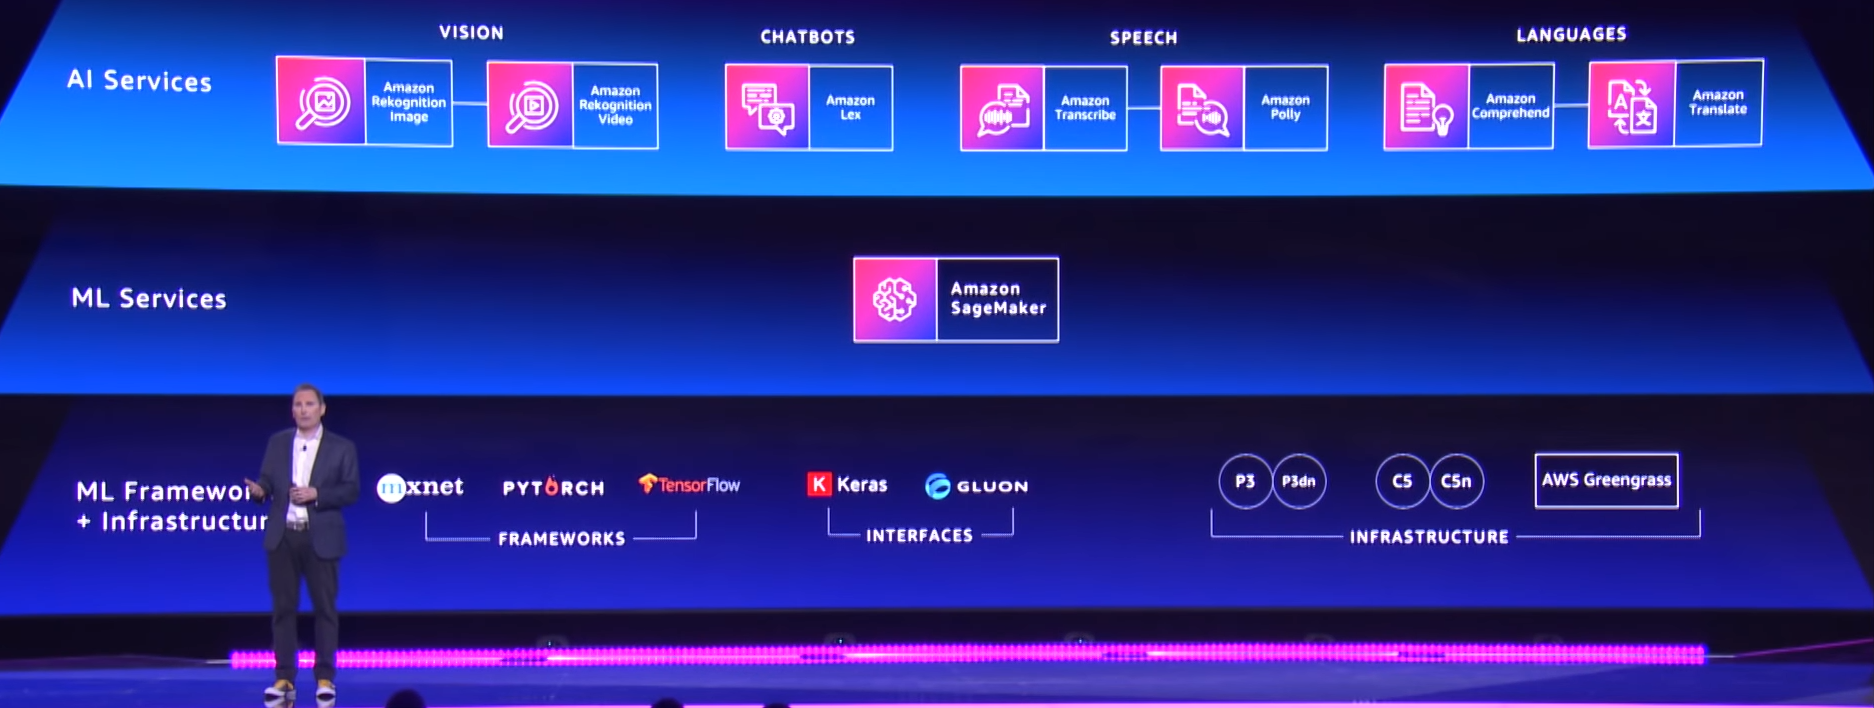 VISION
CHATBOTS
SPEECH
LANGUAGES
AI Services
Amazon
Rekognition
Image
Amazon
Rekognition
Video
Amazon
Lex
Amazon
Transcribe
Amazon
Polly
Amazon
Comprehend
Amazon
Translate
ML Services
Amazon
SageMaker
ML Framewor
+ Infrastructur
mxnet
PYTORCH
TensorFlow
FRAMEWORKS
K Keras
GLUON
INTERFACES
P3
P3dn
C5
C5n
AWS Greengrass
INFRASTRUCTURE